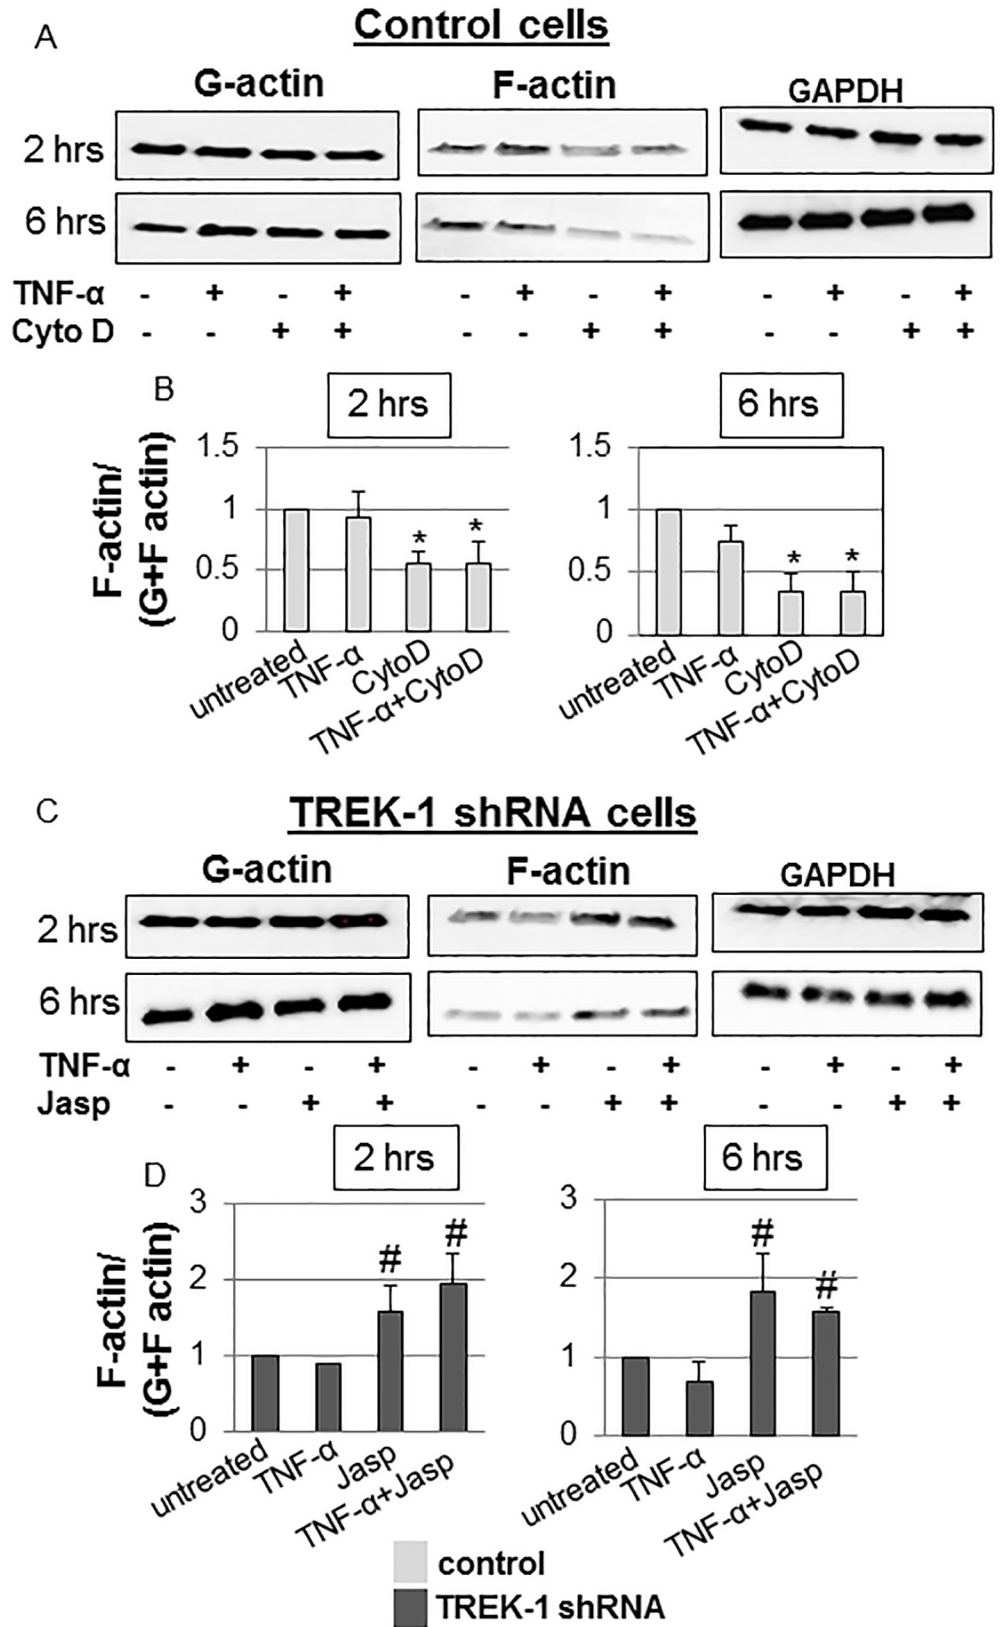 A
Control cells
G-actin F-actin GAPDH
2 hrs
6 hrs
TNF-α - + - + - + - + - + - +
Cyto D - - + + - - + + - - + +
B
2 hrs 6 hrs
F-actin/
(G+F actin)
1.5 1.5
1 1
0.5 0.5
0 0
untreated TNF-α CytoD TNF-α+CytoD untreated TNF-α CytoD TNF-α+CytoD
* * * *
C
TREK-1 shRNA cells
G-actin F-actin GAPDH
2 hrs
6 hrs
TNF-α - + - + - + - + - + - +
Jasp - - + + - - + + - - + +
D
2 hrs 6 hrs
F-actin/
(G+F actin)
3 3
2 2
1 1
0 0
# # # #
untreated TNF-α Jasp TNF-α+Jasp untreated TNF-α Jasp TNF-α+Jasp
control
TREK-1 shRNA